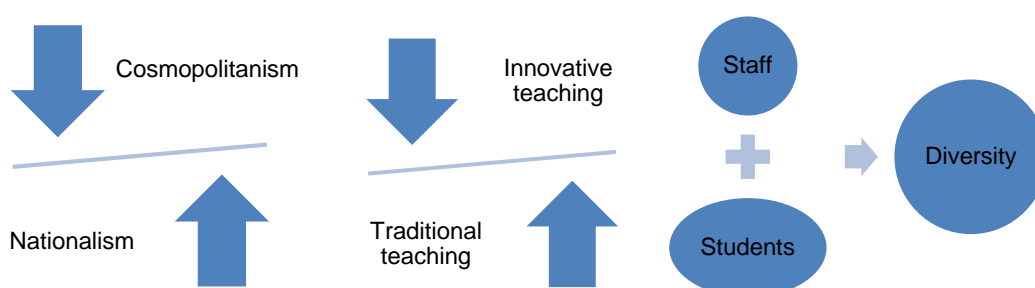 Cosmopolitanism
Nationalism
Innovative
teaching
Traditional
teaching
Staff
Students
Diversity